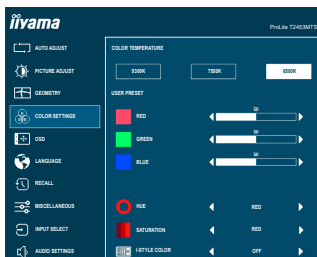 iiyama
ProLite T2453MTS
AUTO ADJUST
PICTURE ADJUST
GEOMETRY
COLOR SETTINGS
OSD
LANGUAGE
RECALL
MISCELLANEOUS
INPUT SELECT
AUDIO SETTINGS
COLOR TEMPERATURE
9300K
7500K
6500K
USER PRESET
RED
50
GREEN
50
BLUE
50
HUE
RED
SATURATION
RED
i-STYLE COLOR
OFF